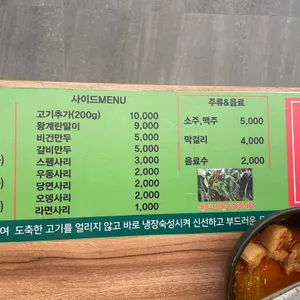 사이드MENU
고기추가(200g) 10,000
왕계란말이 9,000
비건만두 5,000
갈비만두 5,000
스팸사리 3,000
우동사리 2,000
당면사리 2,000
오뎅사리 2,000
라면사리 1,000
주류&음료
소주,맥주 5,000
막걸리 4,000
음료수 2,000
여 도축한 고기를 얼리지 않고 바로 냉장숙성시켜 신선하고 부드러운